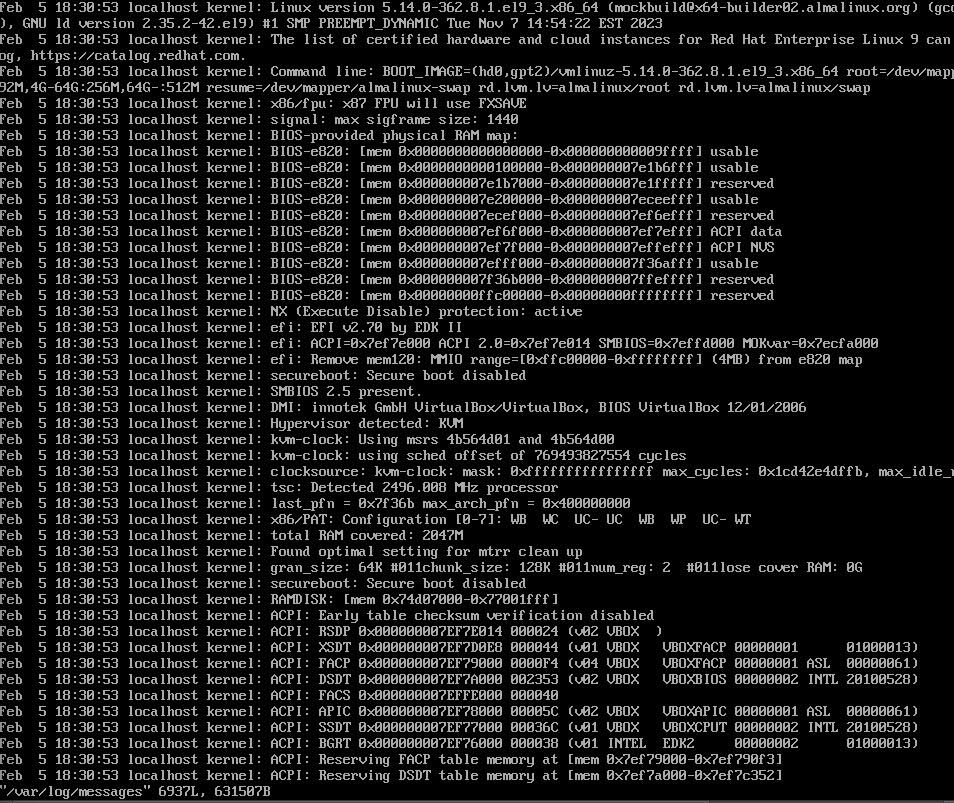 Feb  5 18:30:53 localhost kernel: Linux version 5.14.0-362.8.1.el9_3.x86_64 (mockbuild@x64-builder02.almalinux.org) (gcc
), GNU ld version 2.35.2-42.el9) #1 SMP PREEMPT_DYNAMIC Tue Nov 7 14:54:22 EST 2023
Feb  5 18:30:53 localhost kernel: The list of certified hardware and cloud instances for Red Hat Enterprise Linux 9 can
og, https://catalog.redhat.com.
Feb  5 18:30:53 localhost kernel: Command line: BOOT_IMAGE=(hd0,gpt2)/vmlinuz-5.14.0-362.8.1.el9_3.x86_64 root=/dev/mapp
92M,4G-64G:256M,64G-:512M resume=/dev/mapper/almalinux-swap rd.lvm.lv=almalinux/root rd.lvm.lv=almalinux/swap
Feb  5 18:30:53 localhost kernel: x86/fpu: x87 FPU will use FXSAVE
Feb  5 18:30:53 localhost kernel: signal: max sigframe size: 1440
Feb  5 18:30:53 localhost kernel: BIOS-provided physical RAM map:
Feb  5 18:30:53 localhost kernel: BIOS-e820: [mem 0x0000000000000000-0x000000000009ffff] usable
Feb  5 18:30:53 localhost kernel: BIOS-e820: [mem 0x0000000000100000-0x000000007e1b6fff] usable
Feb  5 18:30:53 localhost kernel: BIOS-e820: [mem 0x000000007e1b7000-0x000000007e1fffff] reserved
Feb  5 18:30:53 localhost kernel: BIOS-e820: [mem 0x000000007e200000-0x000000007eceefff] usable
Feb  5 18:30:53 localhost kernel: BIOS-e820: [mem 0x000000007ecef000-0x000000007ef6efff] reserved
Feb  5 18:30:53 localhost kernel: BIOS-e820: [mem 0x000000007ef6f000-0x000000007ef7efff] ACPI data
Feb  5 18:30:53 localhost kernel: BIOS-e820: [mem 0x000000007ef7f000-0x000000007effefff] ACPI NVS
Feb  5 18:30:53 localhost kernel: BIOS-e820: [mem 0x000000007efff000-0x000000007f36afff] usable
Feb  5 18:30:53 localhost kernel: BIOS-e820: [mem 0x000000007f36b000-0x000000007ffeffff] reserved
Feb  5 18:30:53 localhost kernel: BIOS-e820: [mem 0x00000000ffc00000-0x00000000ffffffff] reserved
Feb  5 18:30:53 localhost kernel: NX (Execute Disable) protection: active
Feb  5 18:30:53 localhost kernel: efi: EFI v2.70 by EDK II
Feb  5 18:30:53 localhost kernel: efi: ACPI=0x7ef7e000 ACPI 2.0=0x7ef7e014 SMBIOS=0x7effd000 MOKvar=0x7ecfa000
Feb  5 18:30:53 localhost kernel: efi: Remove mem120: MMIO range=[0xffc00000-0xffffffff] (4MB) from e820 map
Feb  5 18:30:53 localhost kernel: secureboot: Secure boot disabled
Feb  5 18:30:53 localhost kernel: SMBIOS 2.5 present.
Feb  5 18:30:53 localhost kernel: DMI: innotek GmbH VirtualBox/VirtualBox, BIOS VirtualBox 12/01/2006
Feb  5 18:30:53 localhost kernel: Hypervisor detected: KVM
Feb  5 18:30:53 localhost kernel: kvm-clock: Using msrs 4b564d01 and 4b564d00
Feb  5 18:30:53 localhost kernel: kvm-clock: using sched offset of 769493827554 cycles
Feb  5 18:30:53 localhost kernel: clocksource: kvm-clock: mask: 0xffffffffffffffff max_cycles: 0x1cd42e4dffb, max_idle_n
Feb  5 18:30:53 localhost kernel: tsc: Detected 2496.008 MHz processor
Feb  5 18:30:53 localhost kernel: last_pfn = 0x7f36b max_arch_pfn = 0x400000000
Feb  5 18:30:53 localhost kernel: x86/PAT: Configuration [0-7]: WB  WC  UC- UC  WB  WP  UC- WT
Feb  5 18:30:53 localhost kernel: total RAM covered: 2047M
Feb  5 18:30:53 localhost kernel: Found optimal setting for mtrr clean up
Feb  5 18:30:53 localhost kernel: gran_size: 64K #011chunk_size: 128K #011num_reg: 2  #011lose cover RAM: 0G
Feb  5 18:30:53 localhost kernel: secureboot: Secure boot disabled
Feb  5 18:30:53 localhost kernel: RAMDISK: [mem 0x74d07000-0x77001fff]
Feb  5 18:30:53 localhost kernel: ACPI: Early table checksum verification disabled
Feb  5 18:30:53 localhost kernel: ACPI: RSDP 0x000000007EF7E014 000024 (v02 VBOX  )
Feb  5 18:30:53 localhost kernel: ACPI: XSDT 0x000000007EF7D0E8 000044 (v01 VBOX   VBOXFACP 00000001      01000013)
Feb  5 18:30:53 localhost kernel: ACPI: FACP 0x000000007EF79000 0000F4 (v04 VBOX   VBOXFACP 00000001 ASL  00000061)
Feb  5 18:30:53 localhost kernel: ACPI: DSDT 0x000000007EF7A000 002353 (v02 VBOX   VBOXBIOS 00000002 INTL 20100528)
Feb  5 18:30:53 localhost kernel: ACPI: FACS 0x000000007EFFE000 000040
Feb  5 18:30:53 localhost kernel: ACPI: APIC 0x000000007EF78000 00005C (v02 VBOX   VBOXAPIC 00000001 ASL  00000061)
Feb  5 18:30:53 localhost kernel: ACPI: SSDT 0x000000007EF77000 00036C (v01 VBOX   VBOXCPUT 00000002 INTL 20100528)
Feb  5 18:30:53 localhost kernel: ACPI: BGRT 0x000000007EF76000 000038 (v01 INTEL  EDK2     00000002      01000013)
Feb  5 18:30:53 localhost kernel: ACPI: Reserving FACP table memory at [mem 0x7ef79000-0x7ef790f3]
Feb  5 18:30:53 localhost kernel: ACPI: Reserving DSDT table memory at [mem 0x7ef7a000-0x7ef7c352]
"/var/log/messages" 6937L, 631507B